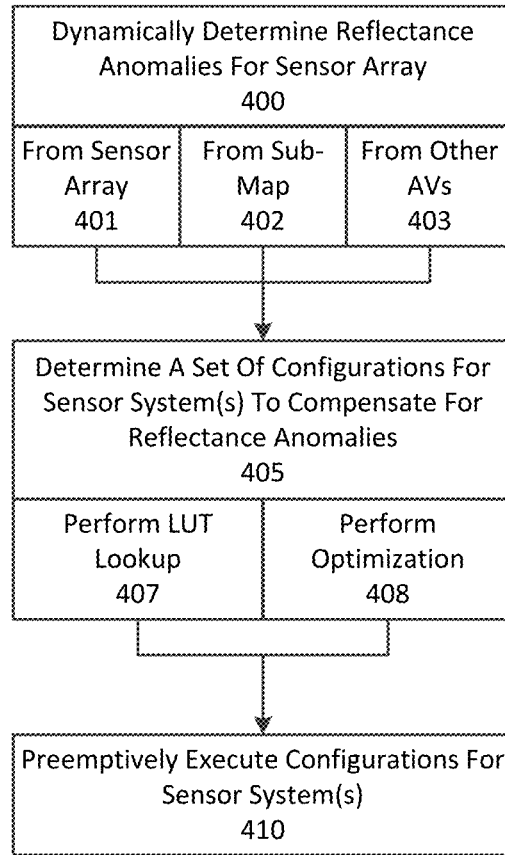 Dynamically Determine Reflectance
Anomalies For Sensor Array
400
From Sensor
Array
401
From Sub-
Map
402
From Other
AVs
403
Determine A Set Of Configurations For
Sensor System(s) To Compensate For
Reflectance Anomalies
405
Perform LUT
Lookup
407
Perform
Optimization
408
Preemptively Execute Configurations For
Sensor System(s)
410